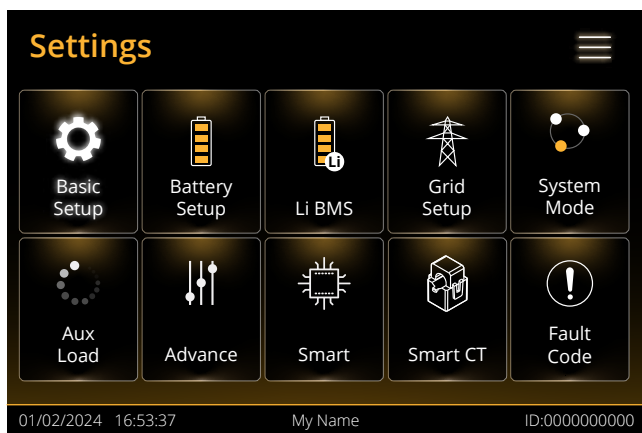 Settings
Basic
Setup
Battery
Setup
Li
Li BMS
Grid
Setup
System
Mode
Aux
Load
Advance
Smart
Smart CT
!
Fault
Code
01/02/2024 16:53:37
My Name
ID:0000000000